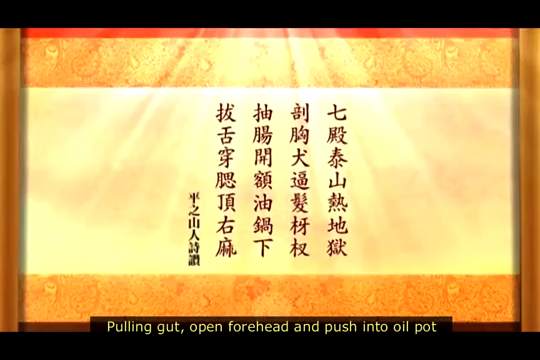 七殿泰山熱地獄
剖胸犬逼髮枒杈
抽腸開額油鍋下
拔舌穿腮頂右麻
平之山人詩讚
Pulling gut, open forehead and push into oil pot